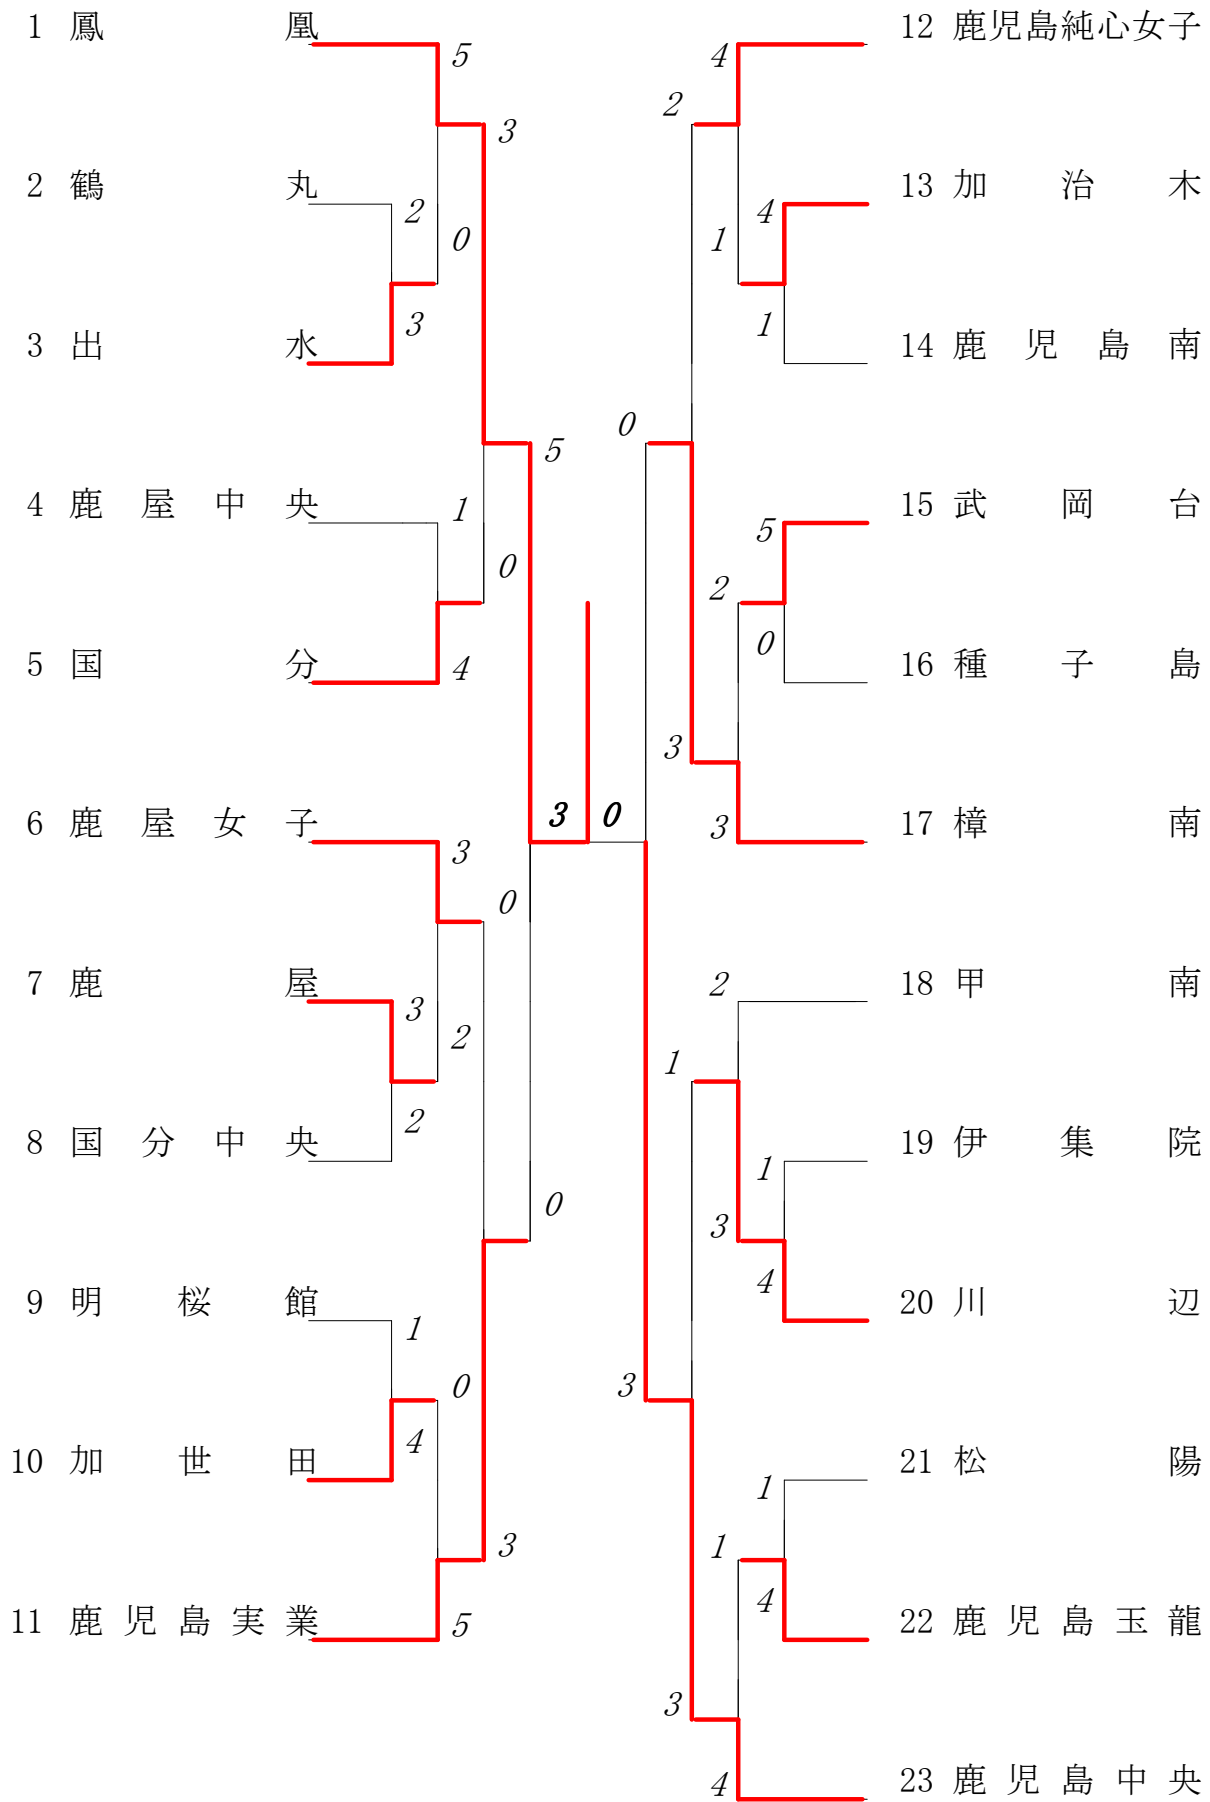 1 鳳凰
12 鹿児島純心女子
5
4
2
3
2 鶴丸
13 加治木
2
4
0
1
3
1
3 出水
14 鹿児島南
0
5
4 鹿屋中央
1
15 武岡台
5
0
2
0
5 国分
4
16 種子島
3
3 0
6 鹿屋女子
3
3
17 樟南
0
7 鹿屋
3
2
18 甲南
2
1
2
8 国分中央
19 伊集院
1
0
3
9 明桜館
1
4
20 川辺
0
3
4
10 加世田
21 松陽
1
3
1
4
11 鹿児島実業
5
22 鹿児島玉龍
3
4
23 鹿児島中央